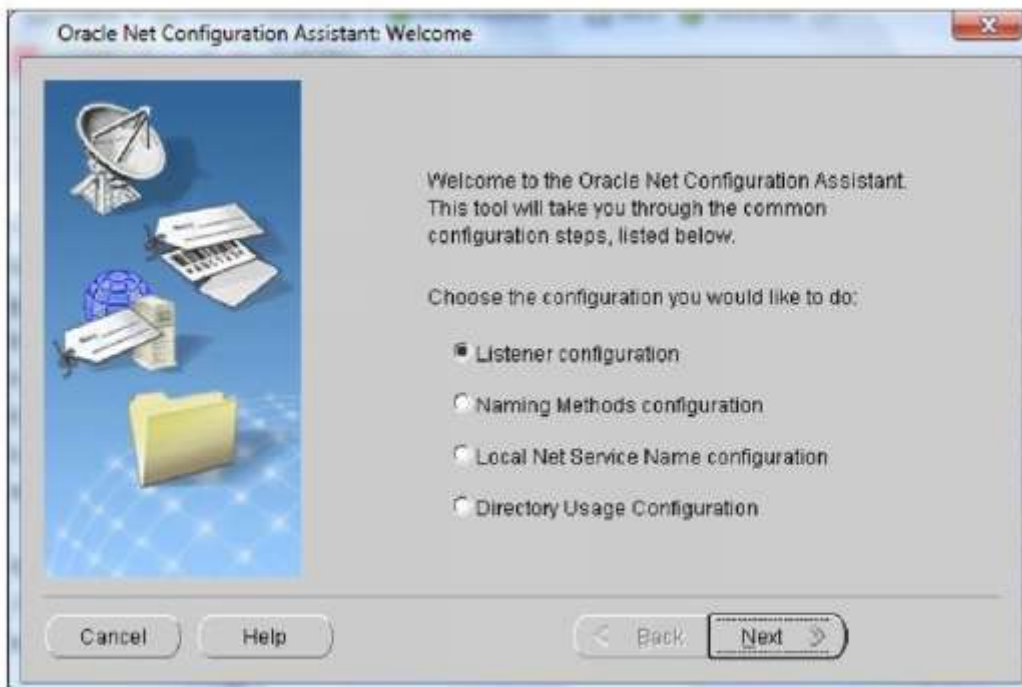 Oracle Net Configuration Assistant: Welcome
Welcome to the Oracle Net Configuration Assistant.
This tool will take you through the common
configuration steps, listed below.
Choose the configuration you would like to do:
Listener configuration
Naming Methods configuration
Local Net Service Name configuration
Directory Usage Configuration
Cancel
Help
Back
Next